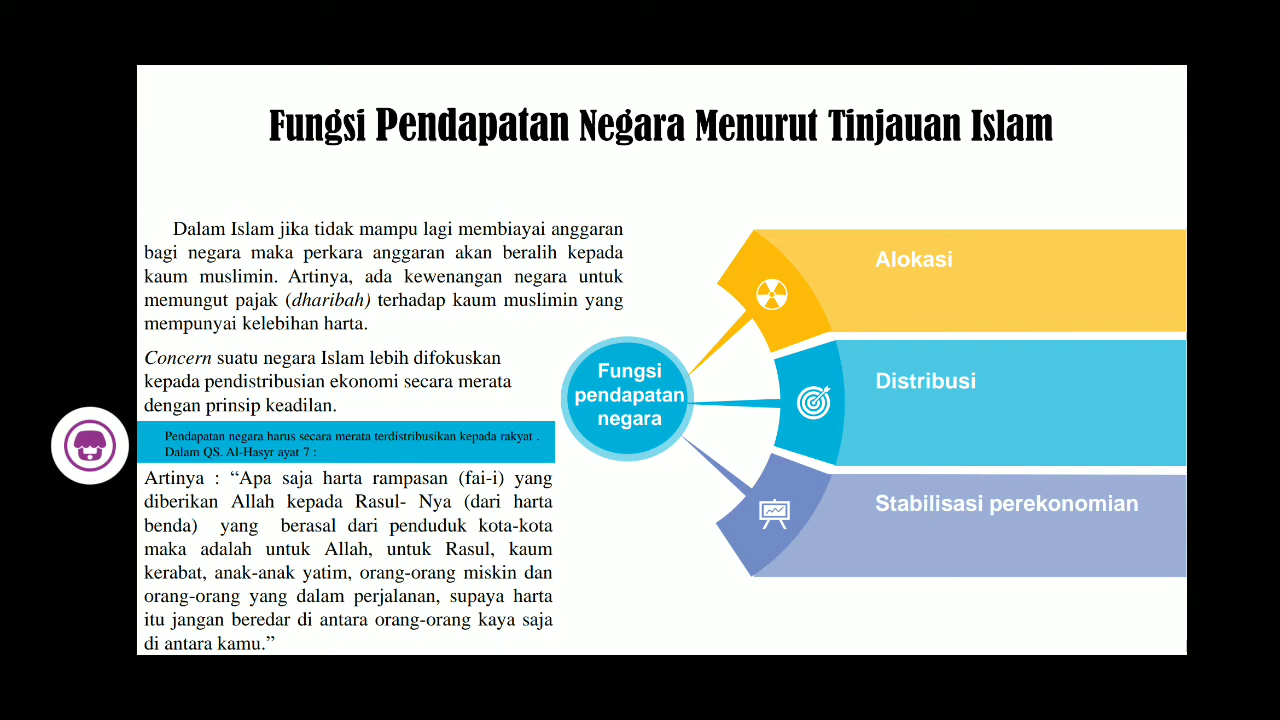 Fungsi Pendapatan Negara Menurut Tinjauan Islam
Dalam Islam jika tidak mampu lagi membiayai anggaran
bagi negara maka perkara anggaran akan beralih kepada
kaum muslimin. Artinya, ada kewenangan negara untuk
memungut pajak (dharibah) terhadap kaum muslimin yang
mempunyai kelebihan harta.
Concern suatu negara Islam lebih difokuskan
kepada pendistribusian ekonomi secara merata
dengan prinsip keadilan.
Pendapatan negara harus secara merata terdistribusikan kepada rakyat .
Dalam QS. Al-Hasyr ayat 7 :
Artinya : “Apa saja harta rampasan (fai-i) yang
diberikan Allah kepada Rasul- Nya (dari harta
benda) yang berasal dari penduduk kota-kota
maka adalah untuk Allah, untuk Rasul, kaum
kerabat, anak-anak yatim, orang-orang miskin dan
orang-orang yang dalam perjalanan, supaya harta
itu jangan beredar di antara orang-orang kaya saja
di antara kamu.”
Fungsi
pendapatan
negara
Alokasi
Distribusi
Stabilisasi perekonomian